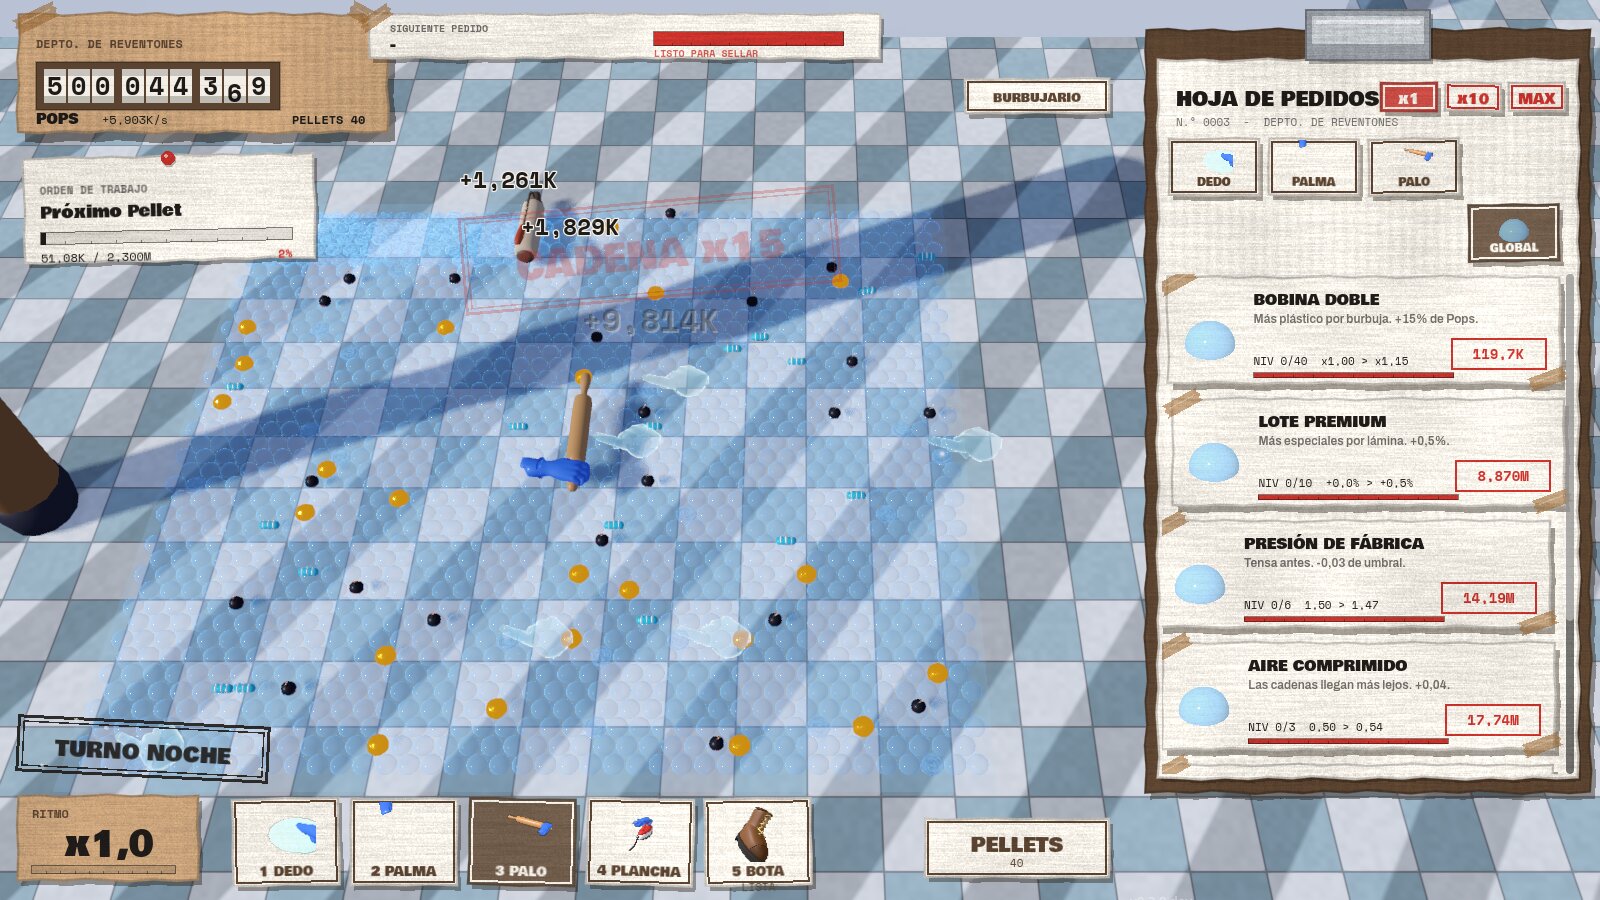 DEPTO. DE REVENTONES
500 044 369
POPS +5,903K/s PELLETS 40
SIGUIENTE PEDIDO
-
LISTO PARA SELLAR
BURBUJARIO
ORDEN DE TRABAJO
Próximo Pellet
51,08K / 2,300M 2%
+1,261K
+1,829K
CADENA x15
+9,814K
HOJA DE PEDIDOS x1 x10 MAX
N.° 0003 - DEPTO. DE REVENTONES
DEDO PALMA PALO
GLOBAL
BOBINA DOBLE
Más plástico por burbuja. +15% de Pops.
NIV 0/40 x1,00 > x1,15 119,7K
LOTE PREMIUM
Más especiales por lámina. +0,5%.
NIV 0/10 +0,0% > +0,5% 8,870M
PRESIÓN DE FÁBRICA
Tensa antes. -0,03 de umbral.
NIV 0/6 1,50 > 1,47 14,19M
AIRE COMPRIMIDO
Las cadenas llegan más lejos. +0,04.
NIV 0/3 0,50 > 0,54 17,74M
TURNO NOCHE
RITMO
x1,0
1 DEDO 2 PALMA 3 PALO 4 PLANCHA 5 BOTA
LISTA
PELLETS
40